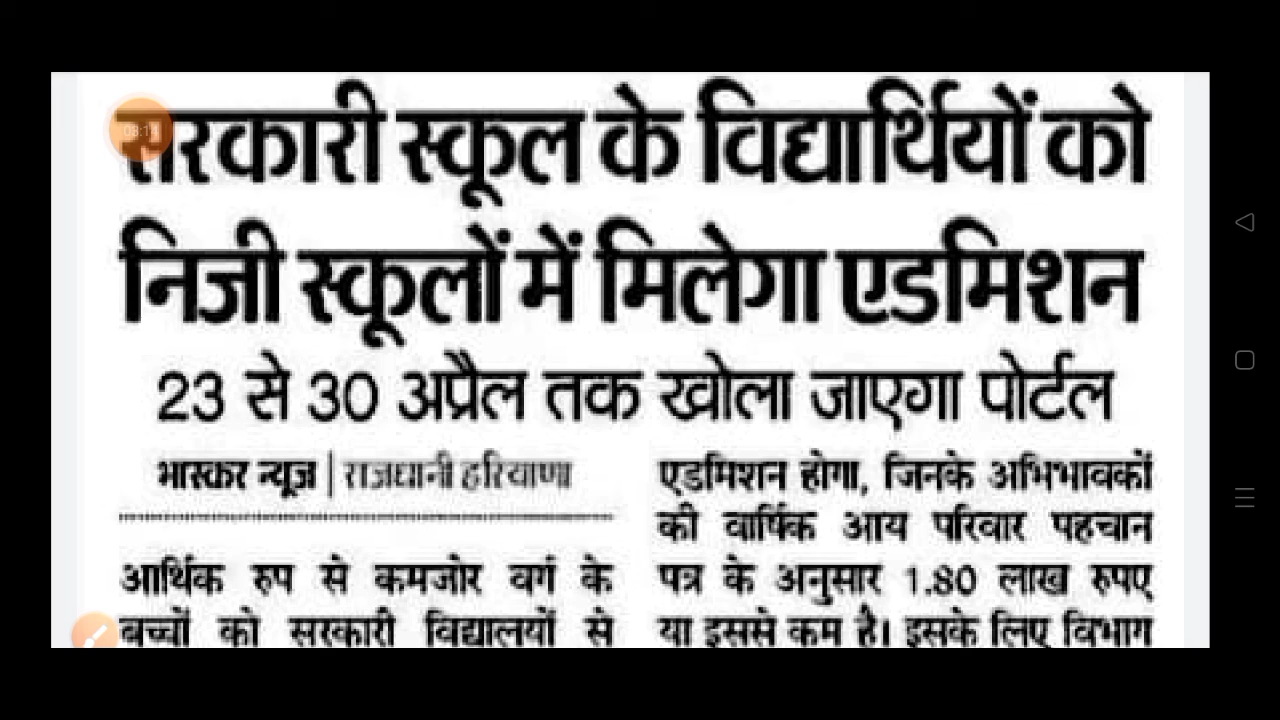 सरकारी स्कूल के विद्यार्थियों को
निजी स्कूलों में मिलेगा एडमिशन
23 से 30 अप्रैल तक खोला जाएगा पोर्टल
भास्कर न्यूज | राजधानी हरियाणा
आर्थिक रुप से कमजोर वर्ग के
बच्चों को सरकारी विद्यालयों से
एडमिशन होगा, जिनके अभिभावकों
की वार्षिक आय परिवार पहचान
पत्र के अनुसार 1.80 लाख रुपए
या इससे कम है। इसके लिए विभाग